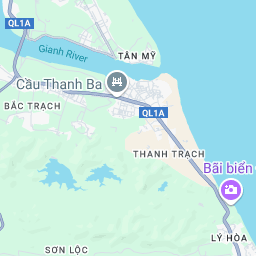 QL1A
Gianh River
TÂN MỸ
Cầu Thanh Ba
BẮC TRẠCH
QL1A
THANH TRẠCH
Bãi biển
LÝ HÒA
SƠN LỘC